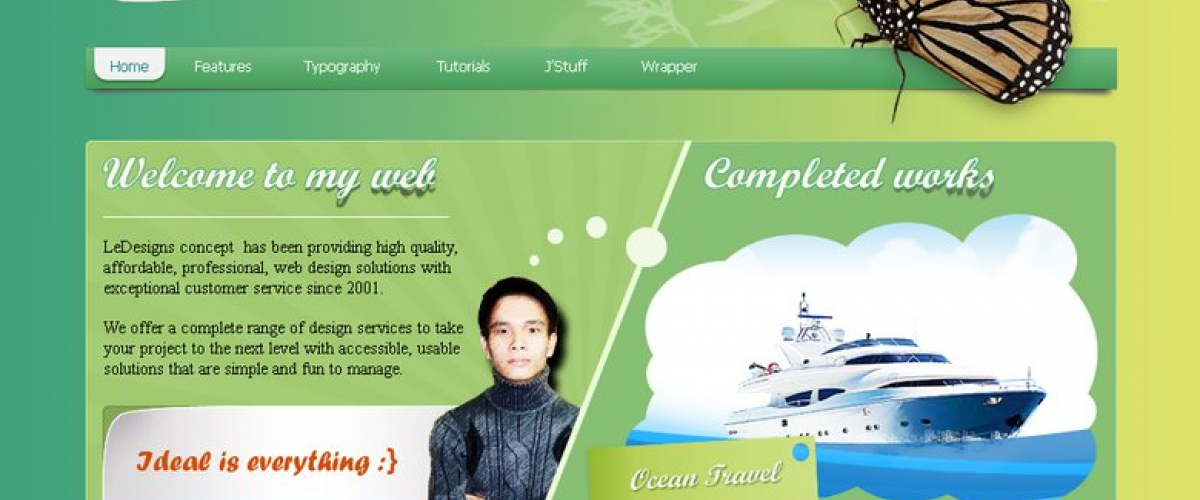 Home Features Typography Tutorials J'Stuff Wrapper
Welcome to my web
LeDesigns concept has been providing high quality,
affordable, professional, web design solutions with
exceptional customer service since 2001.
We offer a complete range of design services to take
your project to the next level with accessible, usable
solutions that are simple and fun to manage.
Ideal is everything :}
Completed works
Ocean Travel